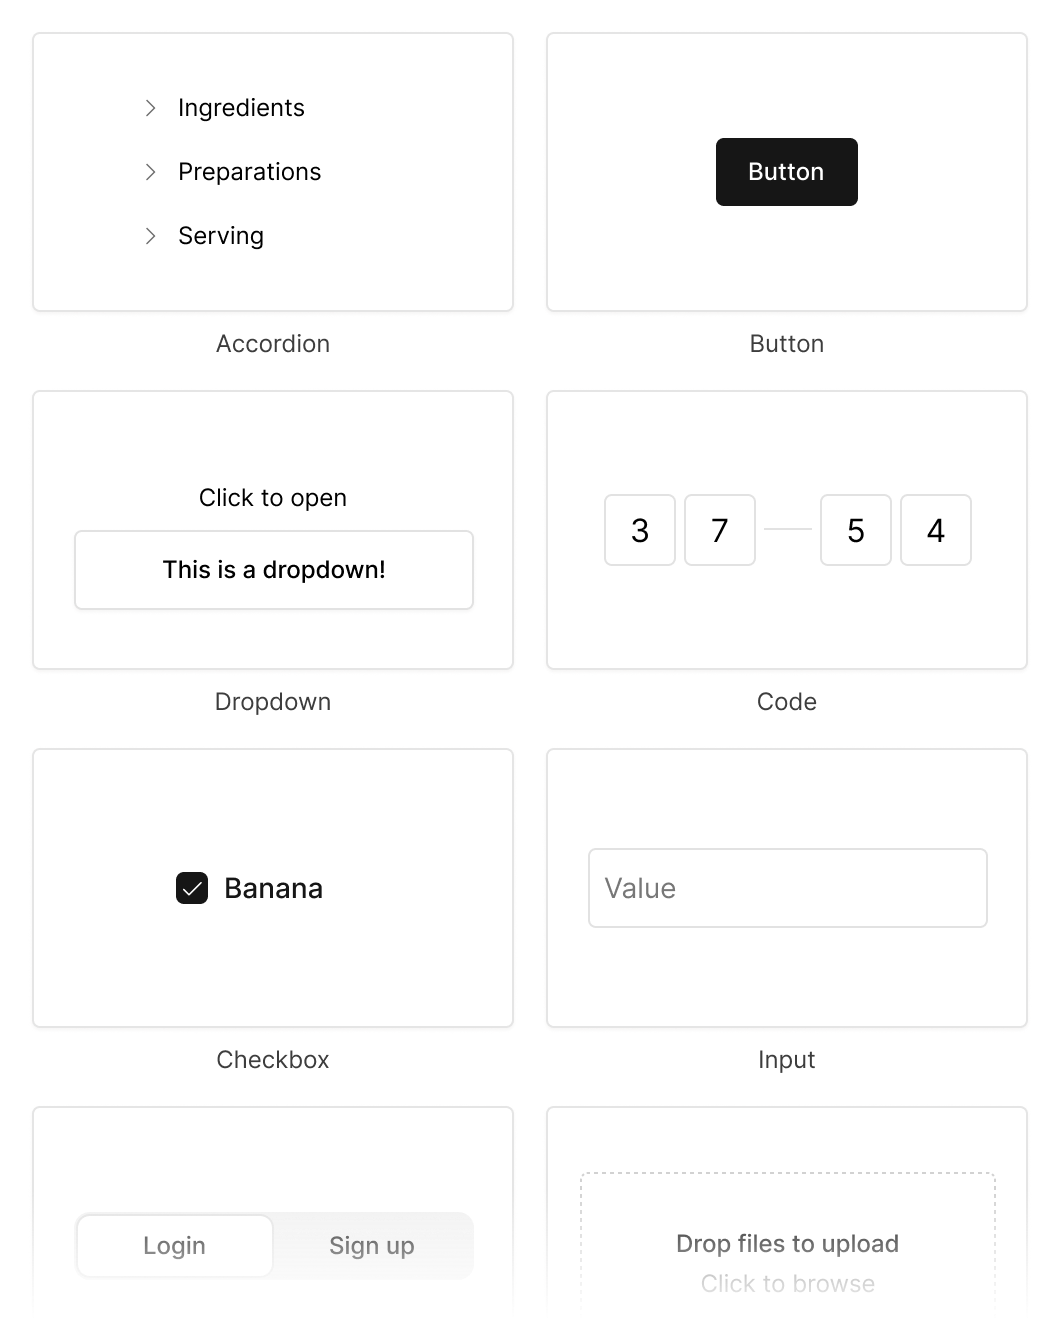 Ingredients
Preparations
Serving
Accordion
Button
Button
Click to open
This is a dropdown!
Dropdown
3 7 5 4
Code
Banana
Checkbox
Value
Input
Login
Sign up
Drop files to upload
Click to browse